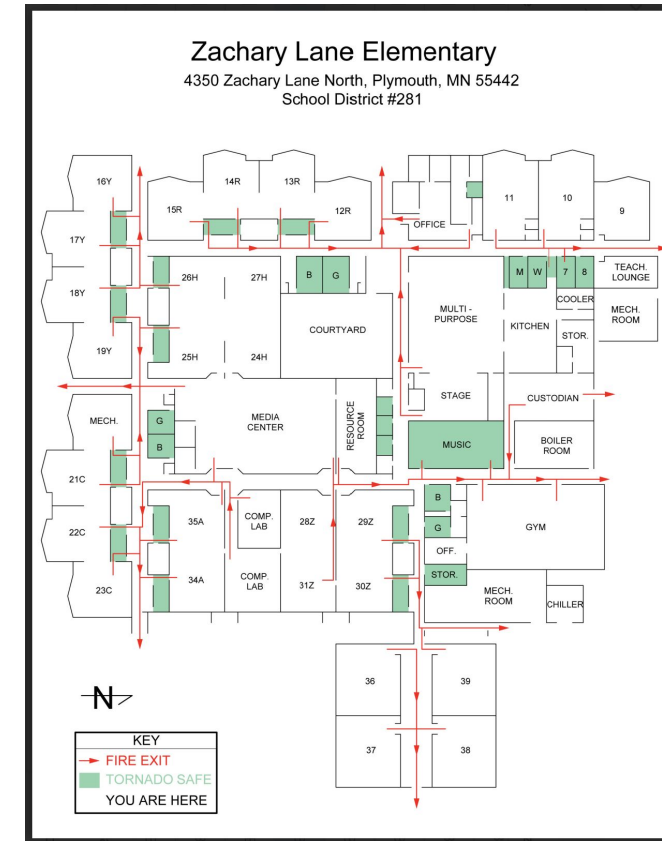 Zachary Lane Elementary
4350 Zachary Lane North, Plymouth, MN 55442
School District #281
16Y
14R
13R
15R
12R
OFFICE
11
10
9
17Y
18Y
19Y
26H
27H
B
G
COURTYARD
MULTI -
PURPOSE
M
W
7
8
TEACH.
LOUNGE
COOLER
KITCHEN
STOR.
MECH.
ROOM
25H
24H
STAGE
CUSTODIAN
MECH.
G
B
MEDIA
CENTER
RESOURCE
ROOM
MUSIC
BOILER
ROOM
21C
22C
23C
35A
COMP.
LAB
28Z
29Z
B
G
OFF.
STOR.
GYM
34A
COMP.
LAB
31Z
30Z
MECH.
ROOM
CHILLER
36
39
37
38
N
KEY
FIRE EXIT
TORNADO SAFE
YOU ARE HERE